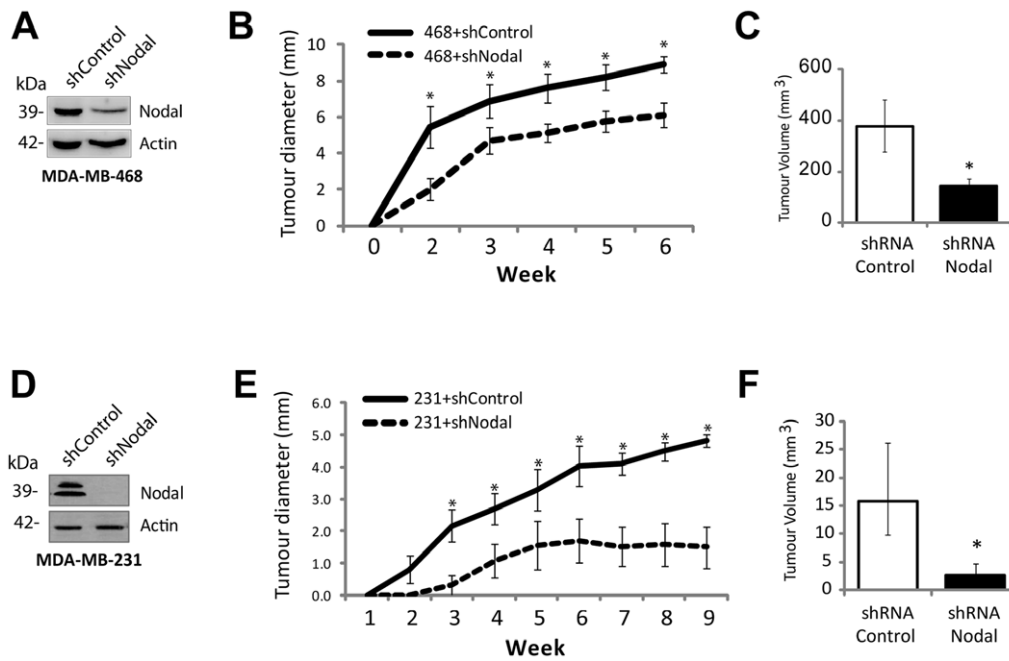 A
shControl
shNodal
kDa
39-
Nodal
42-
Actin
MDA-MB-468
B
468+shControl
468+shNodal
Tumour diameter (mm)
10
8
6
4
2
0
* * * * *
0 2 3 4 5 6
Week
C
Tumour Volume (mm³)
600
400
200
0
*
shRNA Control
shRNA Nodal
D
shControl
shNodal
kDa
39-
Nodal
42-
Actin
MDA-MB-231
E
231+shControl
231+shNodal
Tumour diameter (mm)
6.0
5.0
4.0
3.0
2.0
1.0
0.0
* * * * * * *
1 2 3 4 5 6 7 8 9
Week
F
Tumour Volume (mm³)
30
25
20
15
10
5
0
*
shRNA Control
shRNA Nodal